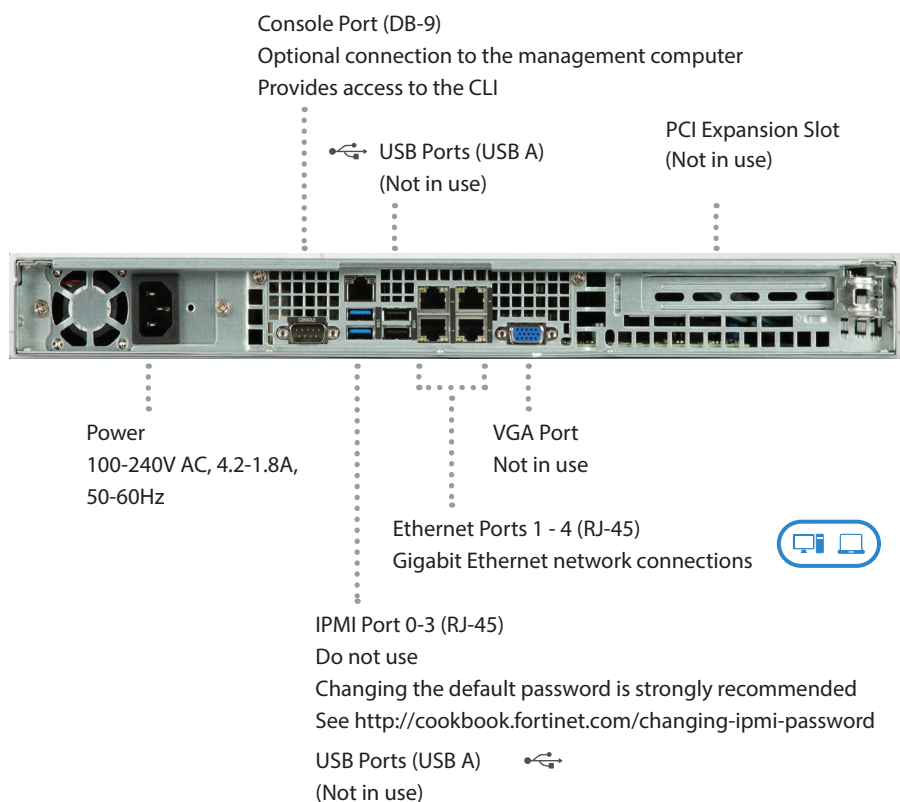 Console Port (DB-9)
Optional connection to the management computer
Provides access to the CLI
USB Ports (USB A)
(Not in use)
PCI Expansion Slot
(Not in use)
CONSOLE
Power
100-240V AC, 4.2-1.8A,
50-60Hz
VGA Port
Not in use
Ethernet Ports 1 - 4 (RJ-45)
Gigabit Ethernet network connections
IPMI Port 0-3 (RJ-45)
Do not use
Changing the default password is strongly recommended
See http://cookbook.fortinet.com/changing-ipmi-password
USB Ports (USB A)
(Not in use)